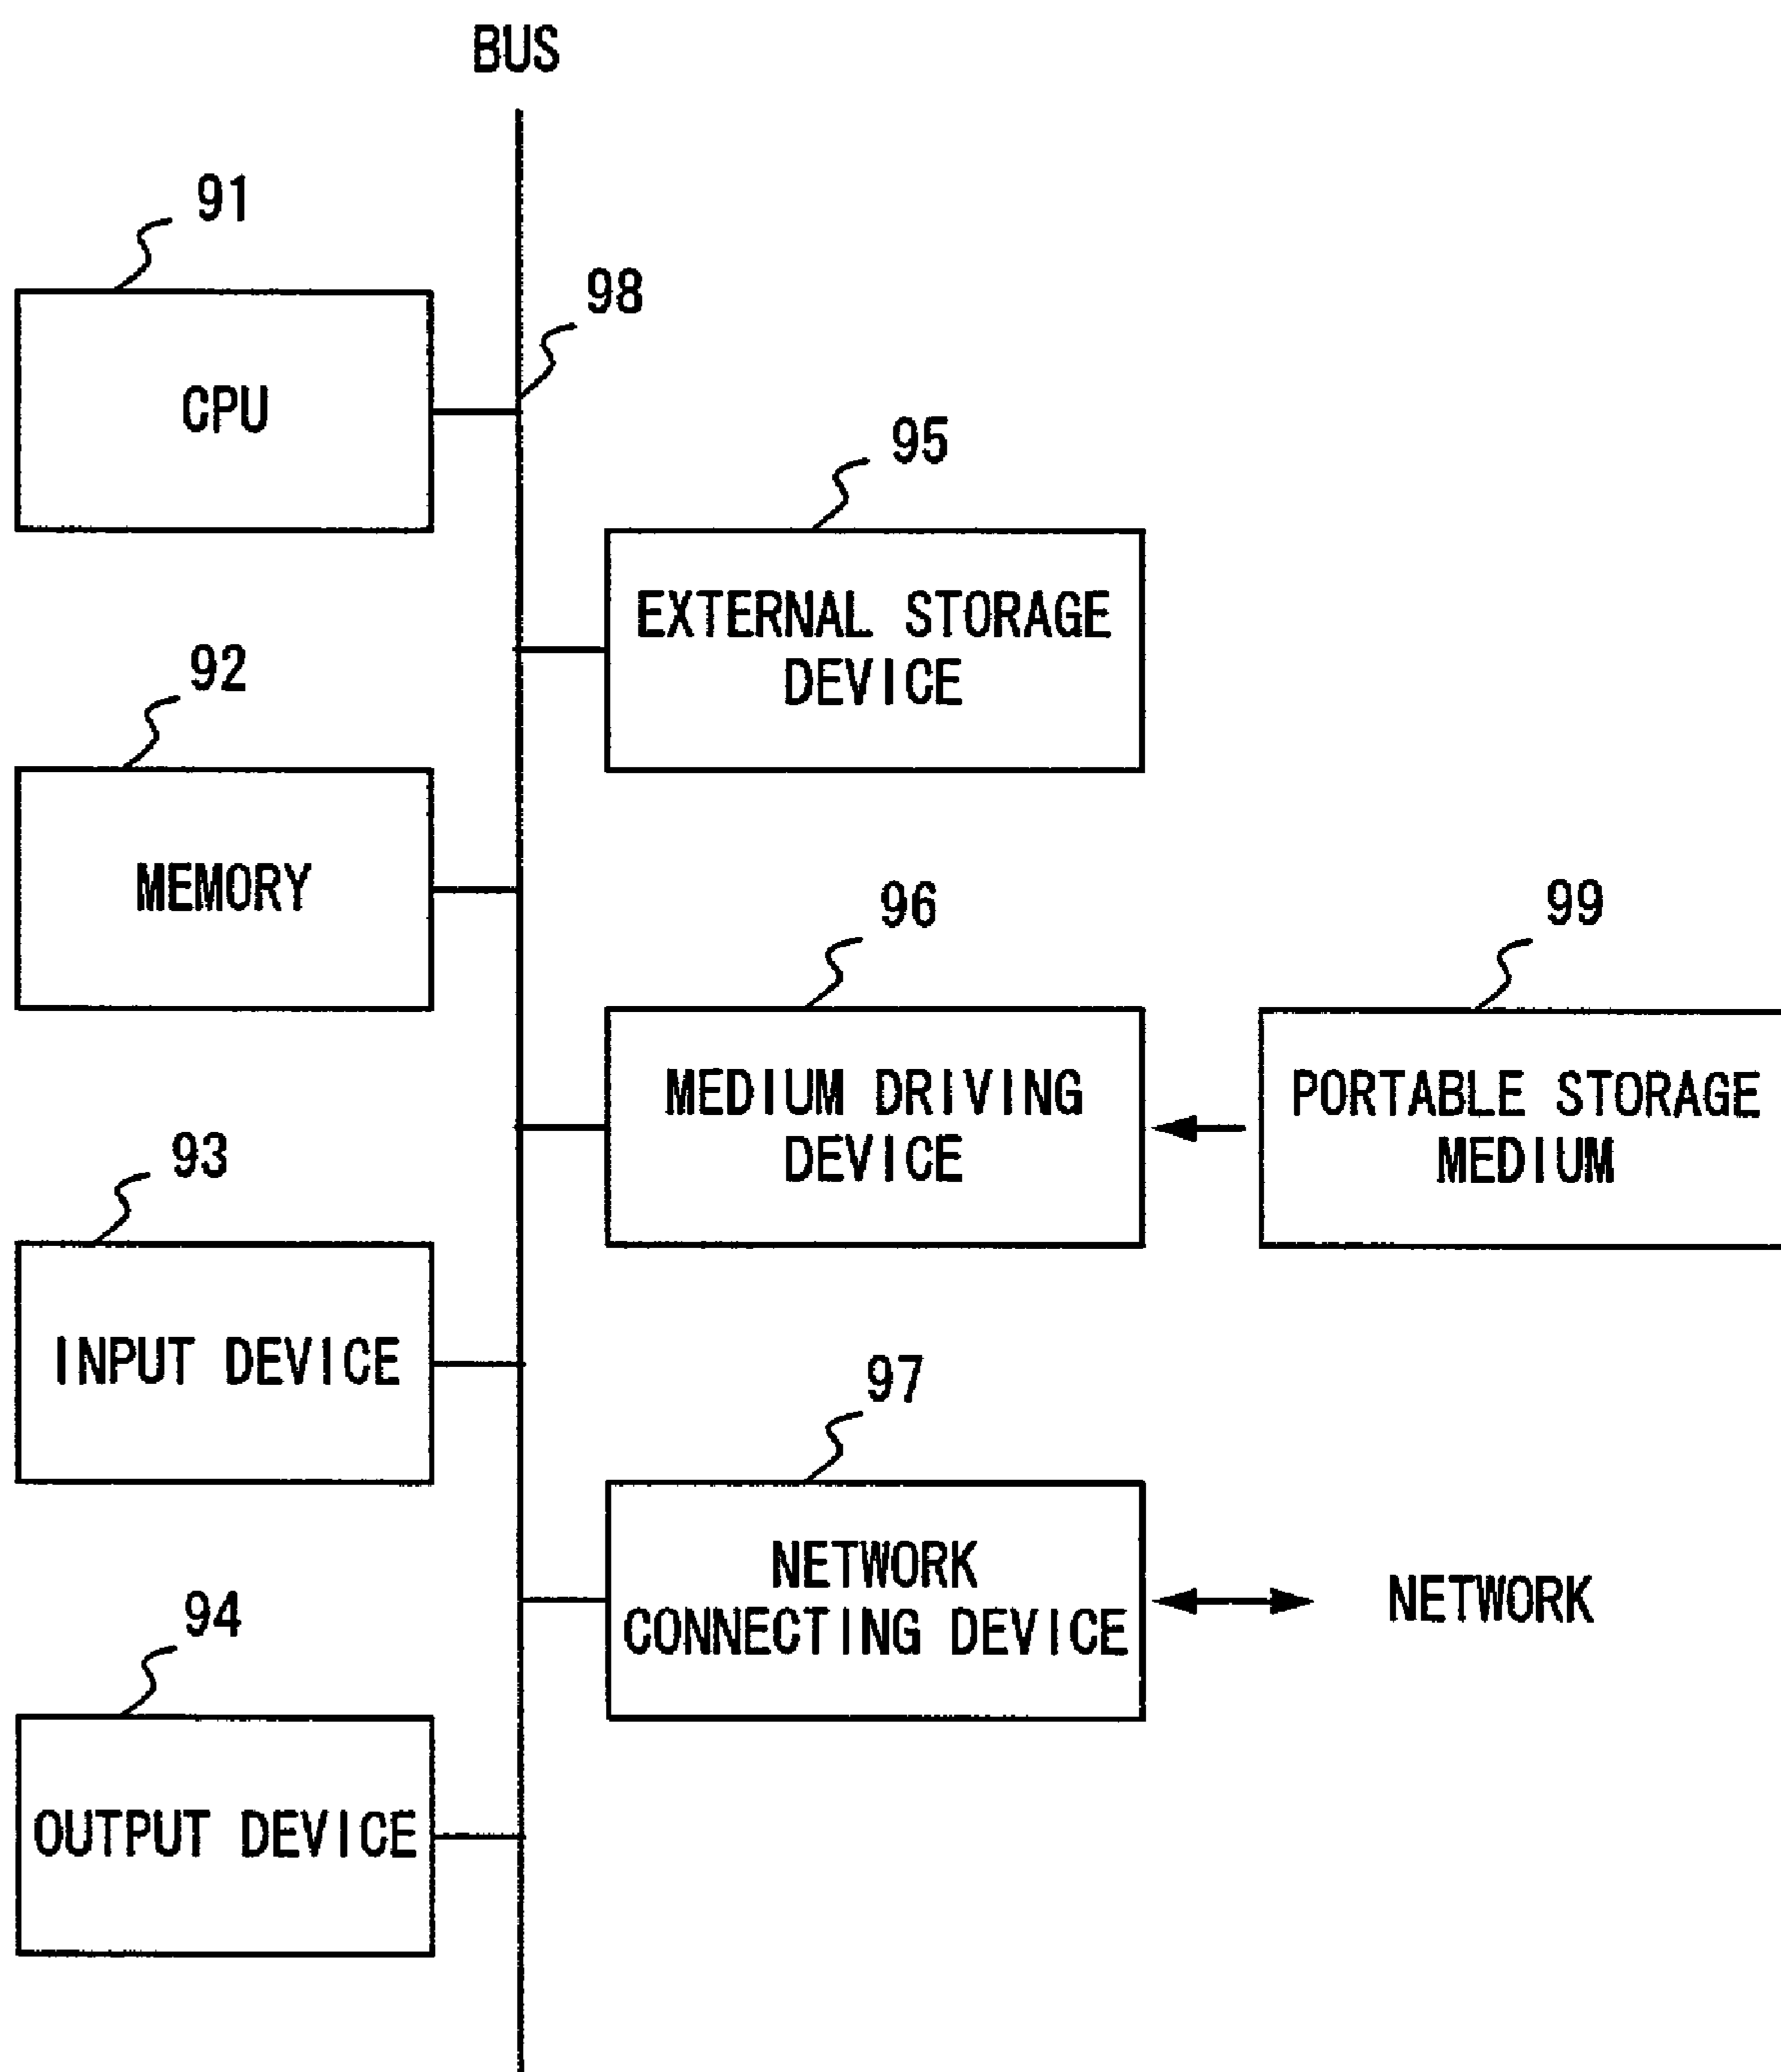 BUS
91
98
CPU
95
EXTERNAL STORAGE
DEVICE
92
MEMORY
96
99
MEDIUM DRIVING
DEVICE
PORTABLE STORAGE
MEDIUM
93
INPUT DEVICE
97
NETWORK
CONNECTING DEVICE
NETWORK
94
OUTPUT DEVICE